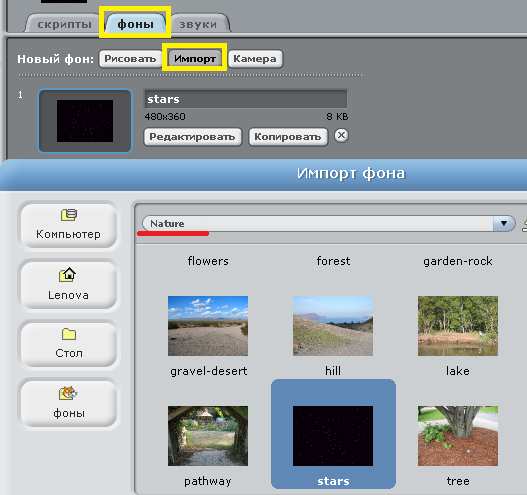 скрипты фоны звуки
Новый фон: Рисовать Импорт Камера
1
stars
480x360 8 KB
Редактировать Копировать
Импорт фона
Компьютер
Lenova
Стол
фоны
Nature
flowers forest garden-rock
gravel-desert hill lake
pathway stars tree